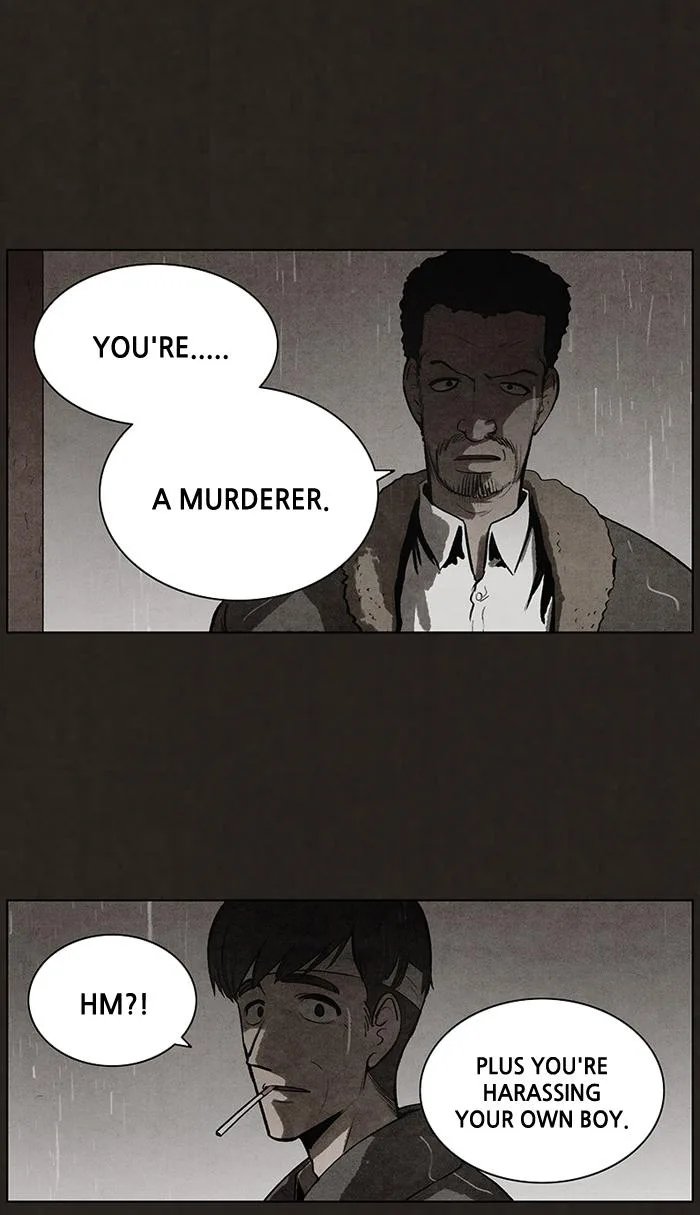 YOU'RE.....
A MURDERER.
HM?!
PLUS YOU'RE
HARASSING
YOUR OWN BOY.